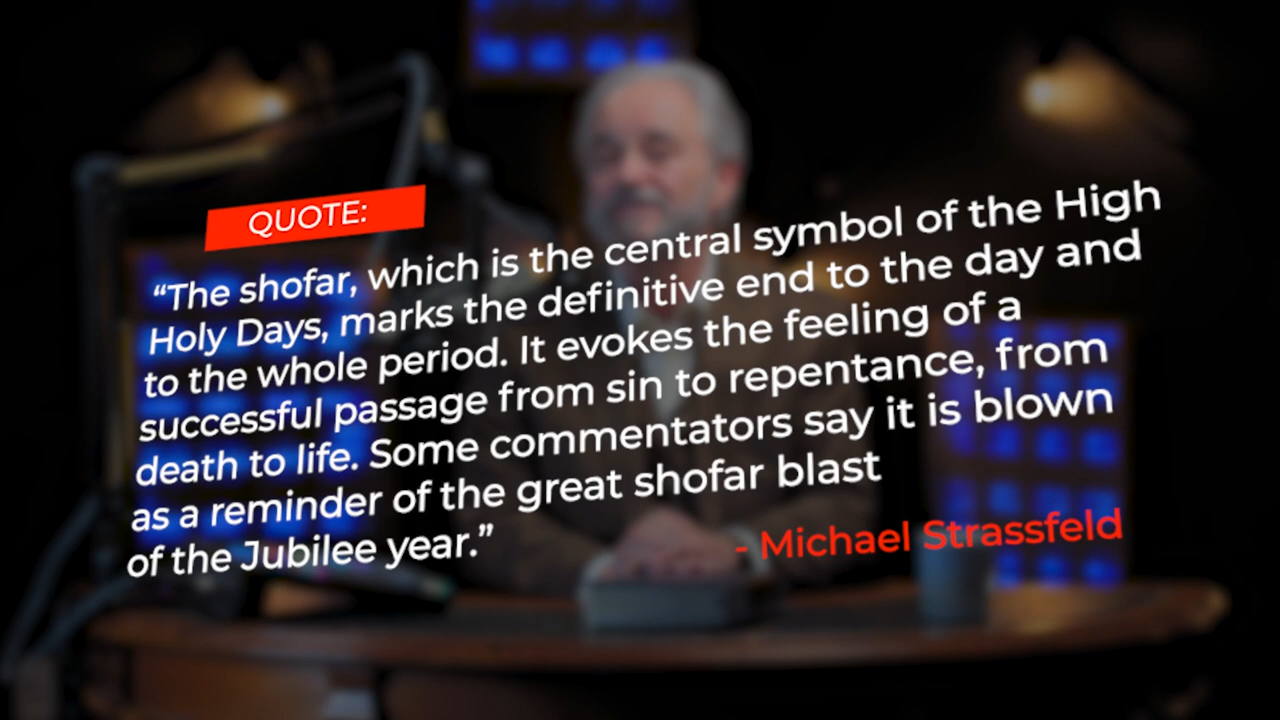 QUOTE:
“The shofar, which is the central symbol of the High
Holy Days, marks the definitive end to the day and
to the whole period. It evokes the feeling of a
successful passage from sin to repentance, from
death to life. Some commentators say it is blown
as a reminder of the great shofar blast
of the Jubilee year.”
- Michael Strassfeld